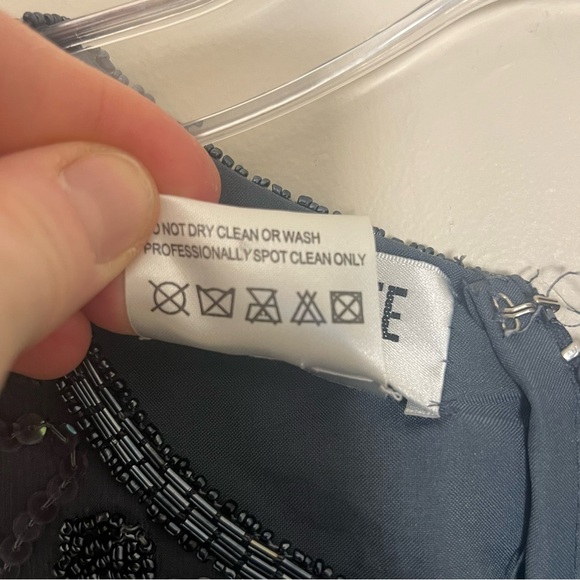 NOT DRY CLEAN OR WASH
PROFESSIONALLY SPOT CLEAN ONLY